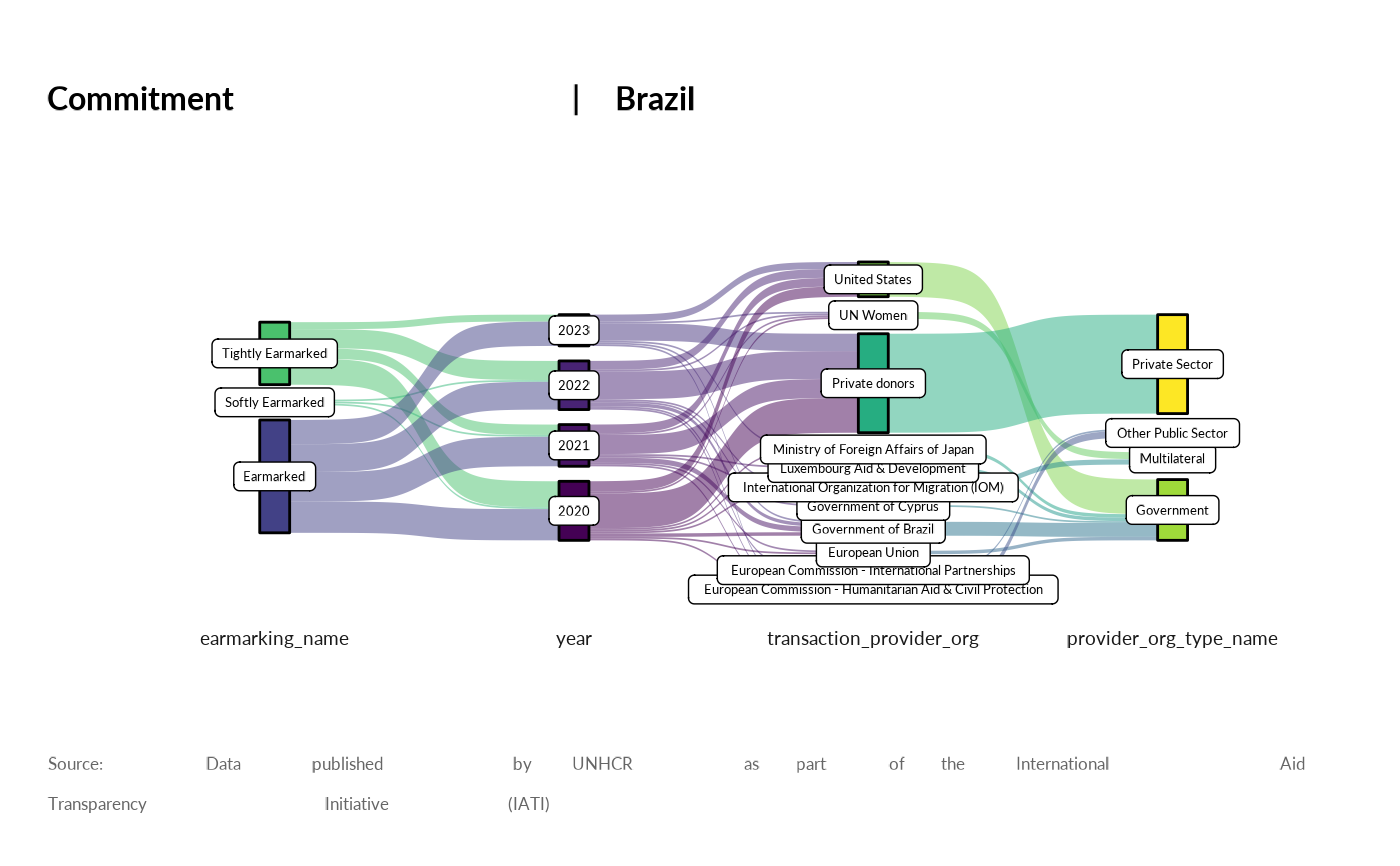 Commitment | Brazil
Tightly Earmarked
Softly Earmarked
Earmarked
2023
2022
2021
2020
United States
UN Women
Private donors
Ministry of Foreign Affairs of Japan
Luxembourg Aid & Development
International Organization for Migration (IOM)
Government of Cyprus
Government of Brazil
European Union
European Commission - International Partnerships
European Commission - Humanitarian Aid & Civil Protection
Private Sector
Other Public Sector
Multilateral
Government
earmarking_name year transaction_provider_org provider_org_type_name
Source: Data published by UNHCR as part of the International Aid
Transparency Initiative (IATI)